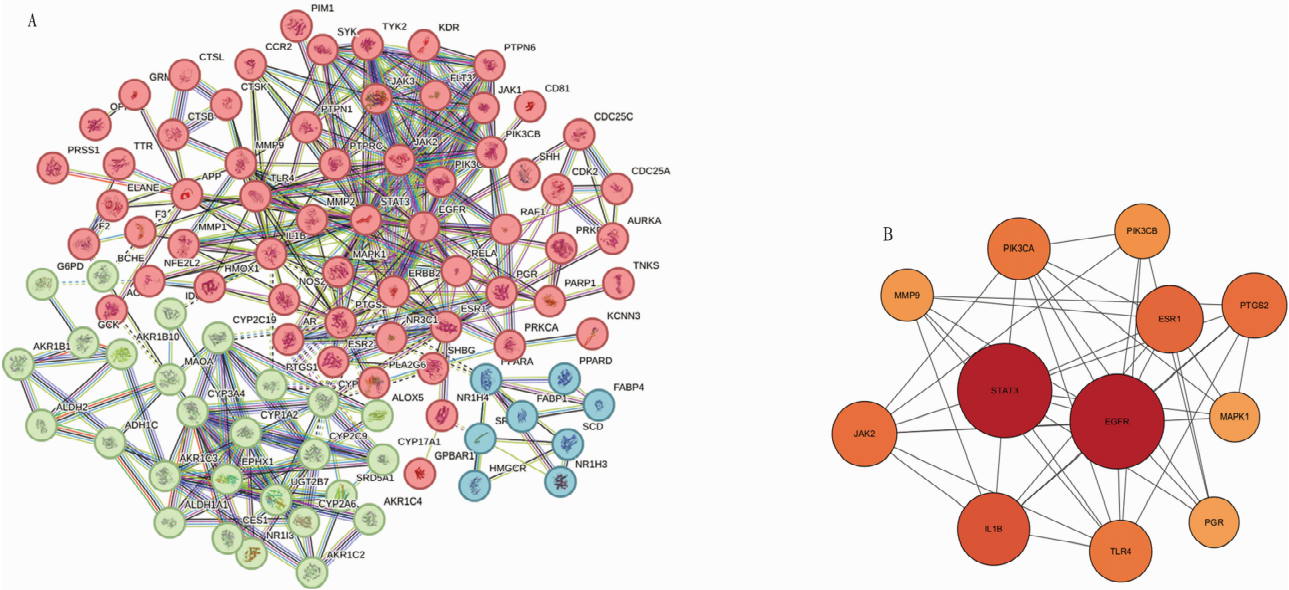 A
PIM1
SYK
TYK2
KDR
CCR2
PTPN6
CTSL
GRM
CTSK
JAK3
FLT3
JAK1
CD81
CTSB
PTPN1
CDC25C
PRSS1
TTR
MMP9
PTPRC
JAK2
PIK3CB
SHH
APP
TLR4
PIK3C
CDK2
CDC25A
ELANE
MMP2
STAT3
EGFR
RAF1
F2
F3
MMP1
IL1B
RELA
AURKA
G6PD
BCHE
NFE2L2
HMOX1
MAPK1
ERBB2
PGR
TNKS
NOS2
PARP1
GCK
CYP2C19
AR
PTGS
NR3C1
ESR1
PRKCA
KCNN3
AKR1B1
AKR1B10
MAOA
PTGS1
ESR2
PLA2G6
SHBG
PPARA
PPARD
ALDH2
CYP3A4
CYP
ALOX5
NR1H4
FABP1
FABP4
ADH1C
CYP1A2
CYP2C9
CYP17A1
SCD
AKR1C3
EPHX1
SRD5A1
GPBAR1
HMGCR
NR1H3
ALDH1A1
UGT2B7
CYP2A6
AKR1C4
CES1
NR1I3
AKR1C2
B
PIK3CB
PIK3CA
MMP9
ESR1
PTGS2
STAT3
EGFR
MAPK1
JAK2
IL1B
TLR4
PGR